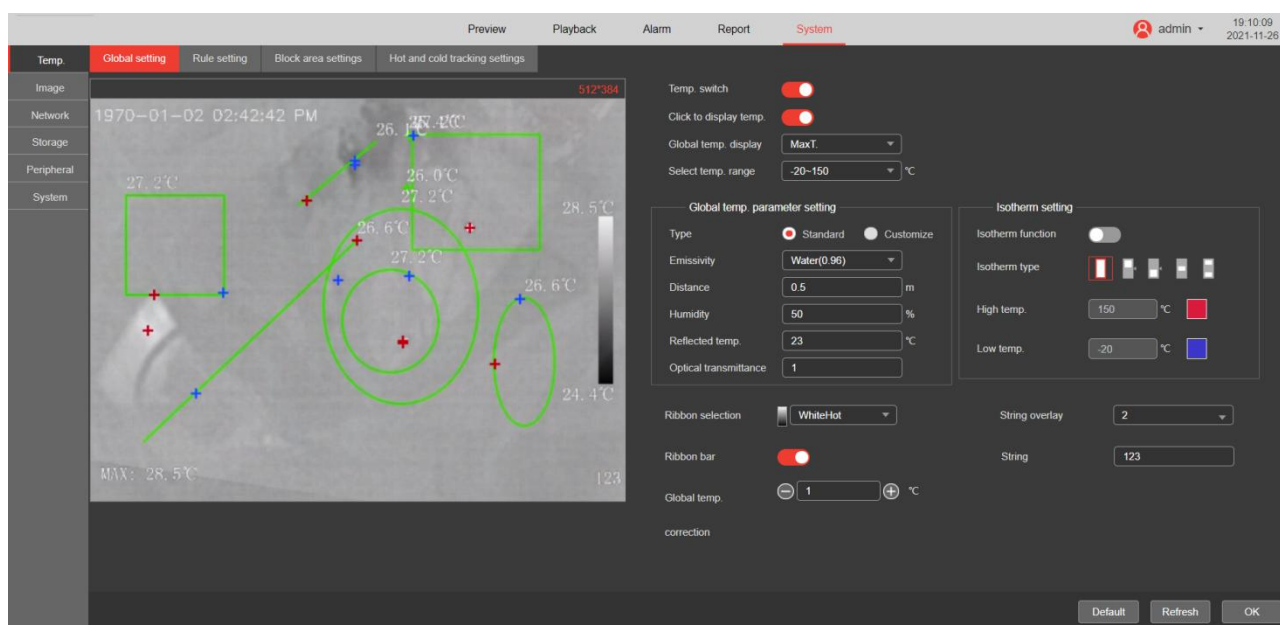 Preview Playback Alarm Report System admin 19:10:09
2021-11-26
Temp. Global setting Rule setting Block area settings Hot and cold tracking settings
Image
Network
Storage
Peripheral
System
512*384
1970-01-02 02:42:42 PM
26.0℃
27.2℃
27.2℃
28.5℃
26.6℃
27.2℃
26.6℃
24.4℃
MAX: 28.5℃
123
Temp. switch
Click to display temp.
Global temp. display MaxT.
Select temp. range -20~150 ℃
Global temp. parameter setting
Type Standard Customize
Emissivity Water(0.96)
Distance 0.5 m
Humidity 50 %
Reflected temp. 23 ℃
Optical transmittance 1
Isotherm setting
Isotherm function
Isotherm type
High temp. 150 ℃
Low temp. -20 ℃
Ribbon selection WhiteHot
String overlay 2
Ribbon bar
String 123
Global temp. 1 ℃
correction
Default Refresh OK